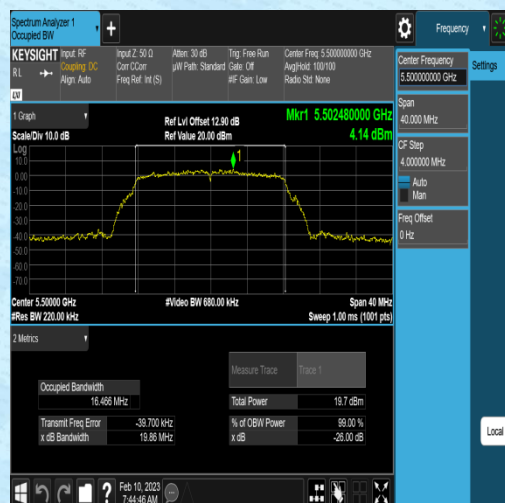 Spectrum Analyzer 1
Occupied BW
Frequency
KEYSIGHT
Input: RF
Coupling: DC
Align: Auto
Input Z: 50 Ω
Corr CCorr
Freq Ref: Int (S)
Atten: 30 dB
µW Path: Standard
Trig: Free Run
Gate: Off
#IF Gain: Low
Center Freq: 5.500000000 GHz
Avg|Hold: 100/100
Radio Std: None
R L
LXI
Center Frequency
5.500000000 GHz
Settings
Span
40.000 MHz
CF Step
4.000000 MHz
Auto
Man
Freq Offset
0 Hz
1 Graph
Scale/Div 10.0 dB
Ref Lvl Offset 12.90 dB
Ref Value 20.00 dBm
Mkr1 5.502480000 GHz
4.14 dBm
Log
10.0
0.00
-10.0
-20.0
-30.0
-40.0
-50.0
-60.0
-70.0
1
Center 5.50000 GHz
#Res BW 220.00 kHz
#Video BW 680.00 kHz
Span 40 MHz
Sweep 1.00 ms (1001 pts)
2 Metrics
Measure Trace
Trace 1
Occupied Bandwidth
16.466 MHz
Total Power
19.7 dBm
Transmit Freq Error
-39.700 kHz
% of OBW Power
99.00 %
x dB Bandwidth
19.86 MHz
x dB
-26.00 dB
Local
Feb 10, 2023
7:44:46 AM